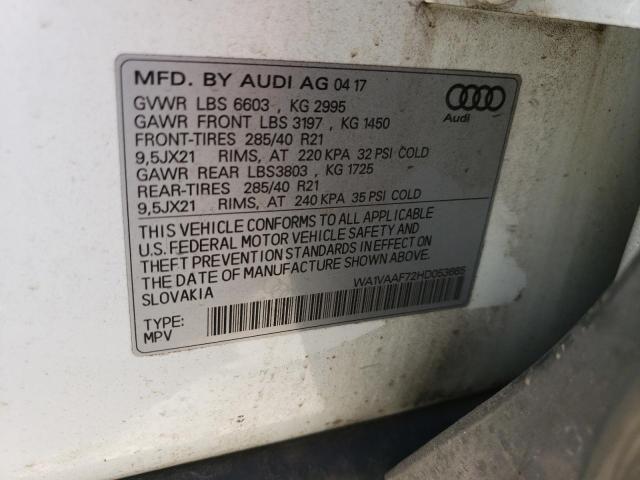 MFD. BY AUDI AG 04 17
GVWR LBS 6603 , KG 2995
GAWR FRONT LBS 3197 , KG 1450
FRONT-TIRES 285/40 R21
9,5JX21 RIMS, AT 220 KPA 32 PSI COLD
GAWR REAR LBS3803 , KG 1725
REAR-TIRES 285/40 R21
9,5JX21 RIMS, AT 240 KPA 35 PSI COLD
Audi
THIS VEHICLE CONFORMS TO ALL APPLICABLE
U.S. FEDERAL MOTOR VEHICLE SAFETY AND
THEFT PREVENTION STANDARDS IN EFFECT ON
THE DATE OF MANUFACTURE SHOWN ABOVE.
SLOVAKIA
WA1VAAF72HD053665
TYPE:
MPV